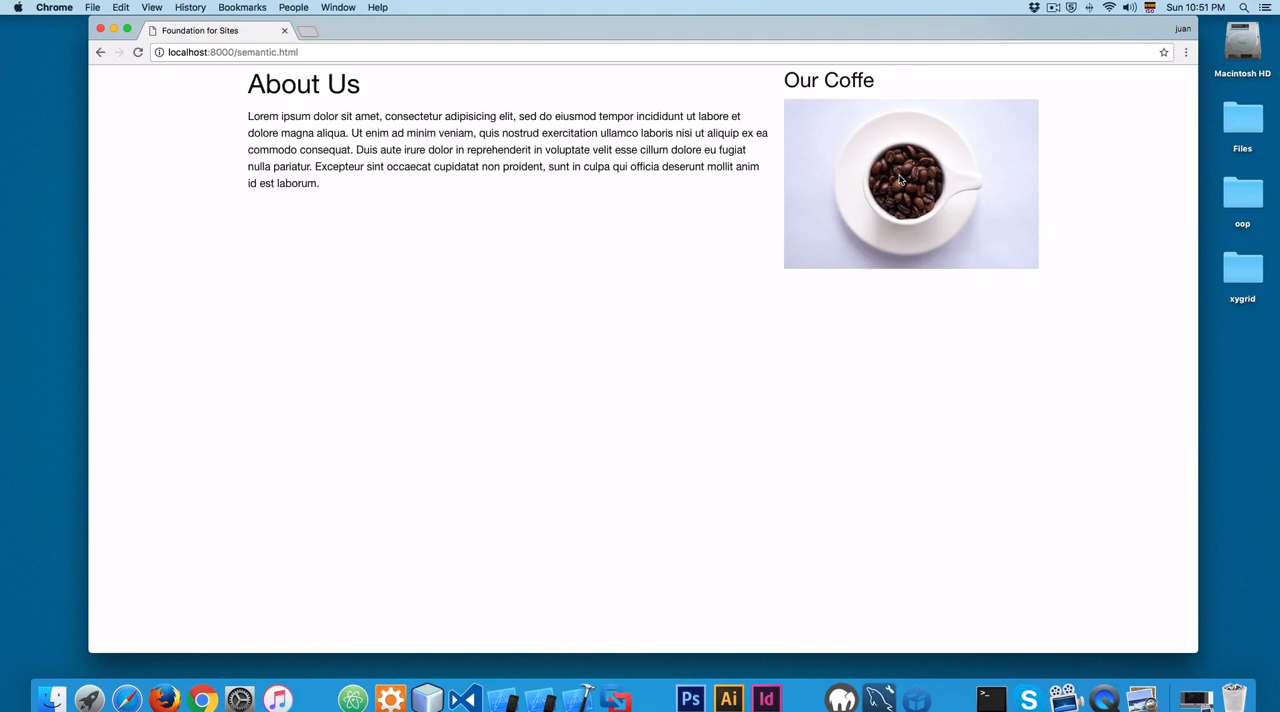 Chrome File Edit View History Bookmarks People Window Help Sun 10:51 PM
Foundation for Sites juan
localhost:8000/semantic.html
About Us
Lorem ipsum dolor sit amet, consectetur adipisicing elit, sed do eiusmod tempor incididunt ut labore et
dolore magna aliqua. Ut enim ad minim veniam, quis nostrud exercitation ullamco laboris nisi ut aliquip ex ea
commodo consequat. Duis aute irure dolor in reprehenderit in voluptate velit esse cillum dolore eu fugiat
nulla pariatur. Excepteur sint occaecat cupidatat non proident, sunt in culpa qui officia deserunt mollit anim
id est laborum.
Our Coffe
Macintosh HD
Files
oop
xygrid
Ps Ai Id